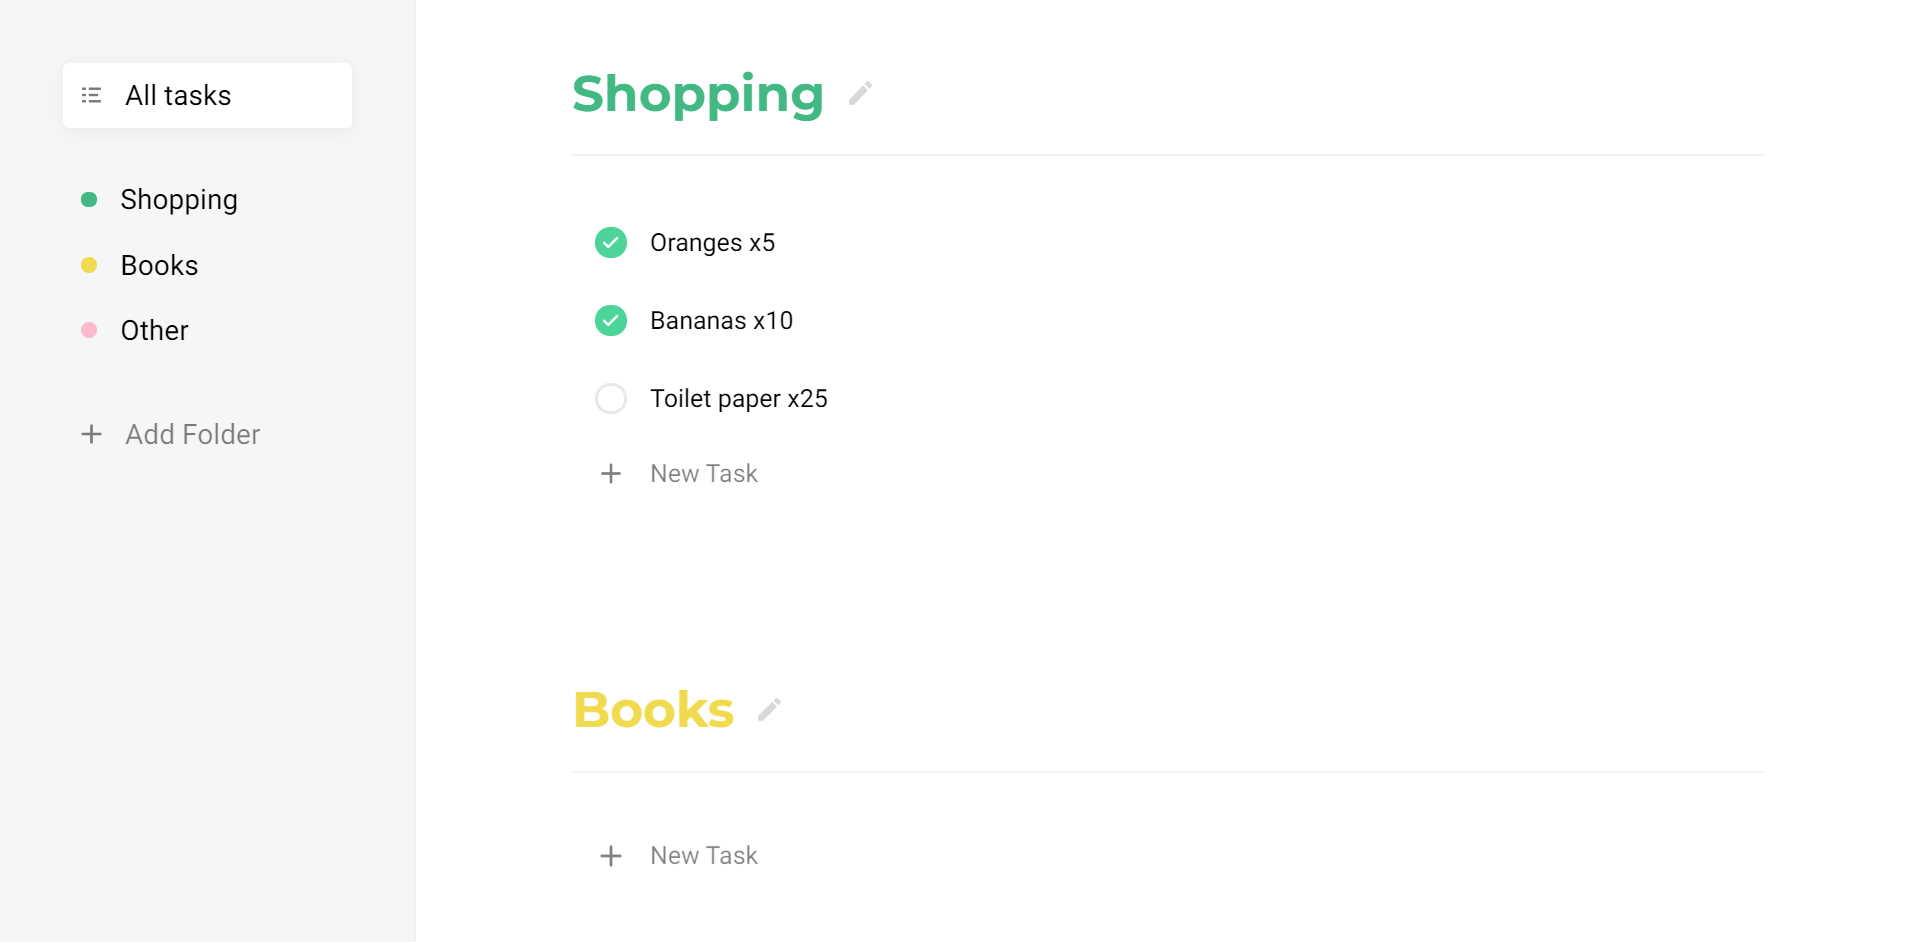 All tasks
Shopping
Books
Other
Add Folder
Shopping
Oranges x5
Bananas x10
Toilet paper x25
New Task
Books
New Task